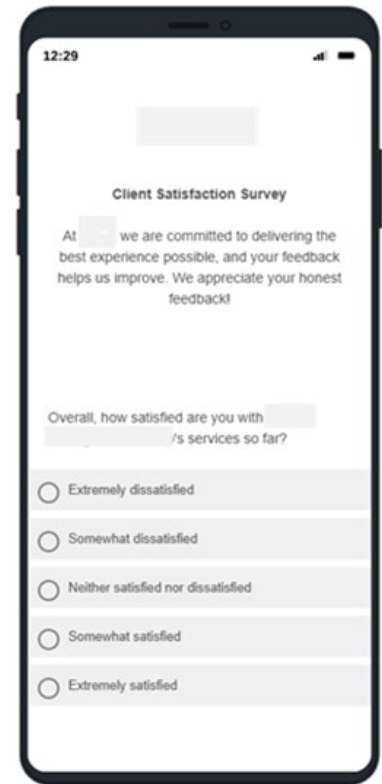 12:29
Client Satisfaction Survey
At we are committed to delivering the
best experience possible, and your feedback
helps us improve. We appreciate your honest
feedback!
Overall, how satisfied are you with
/'s services so far?
Extremely dissatisfied
Somewhat dissatisfied
Neither satisfied nor dissatisfied
Somewhat satisfied
Extremely satisfied